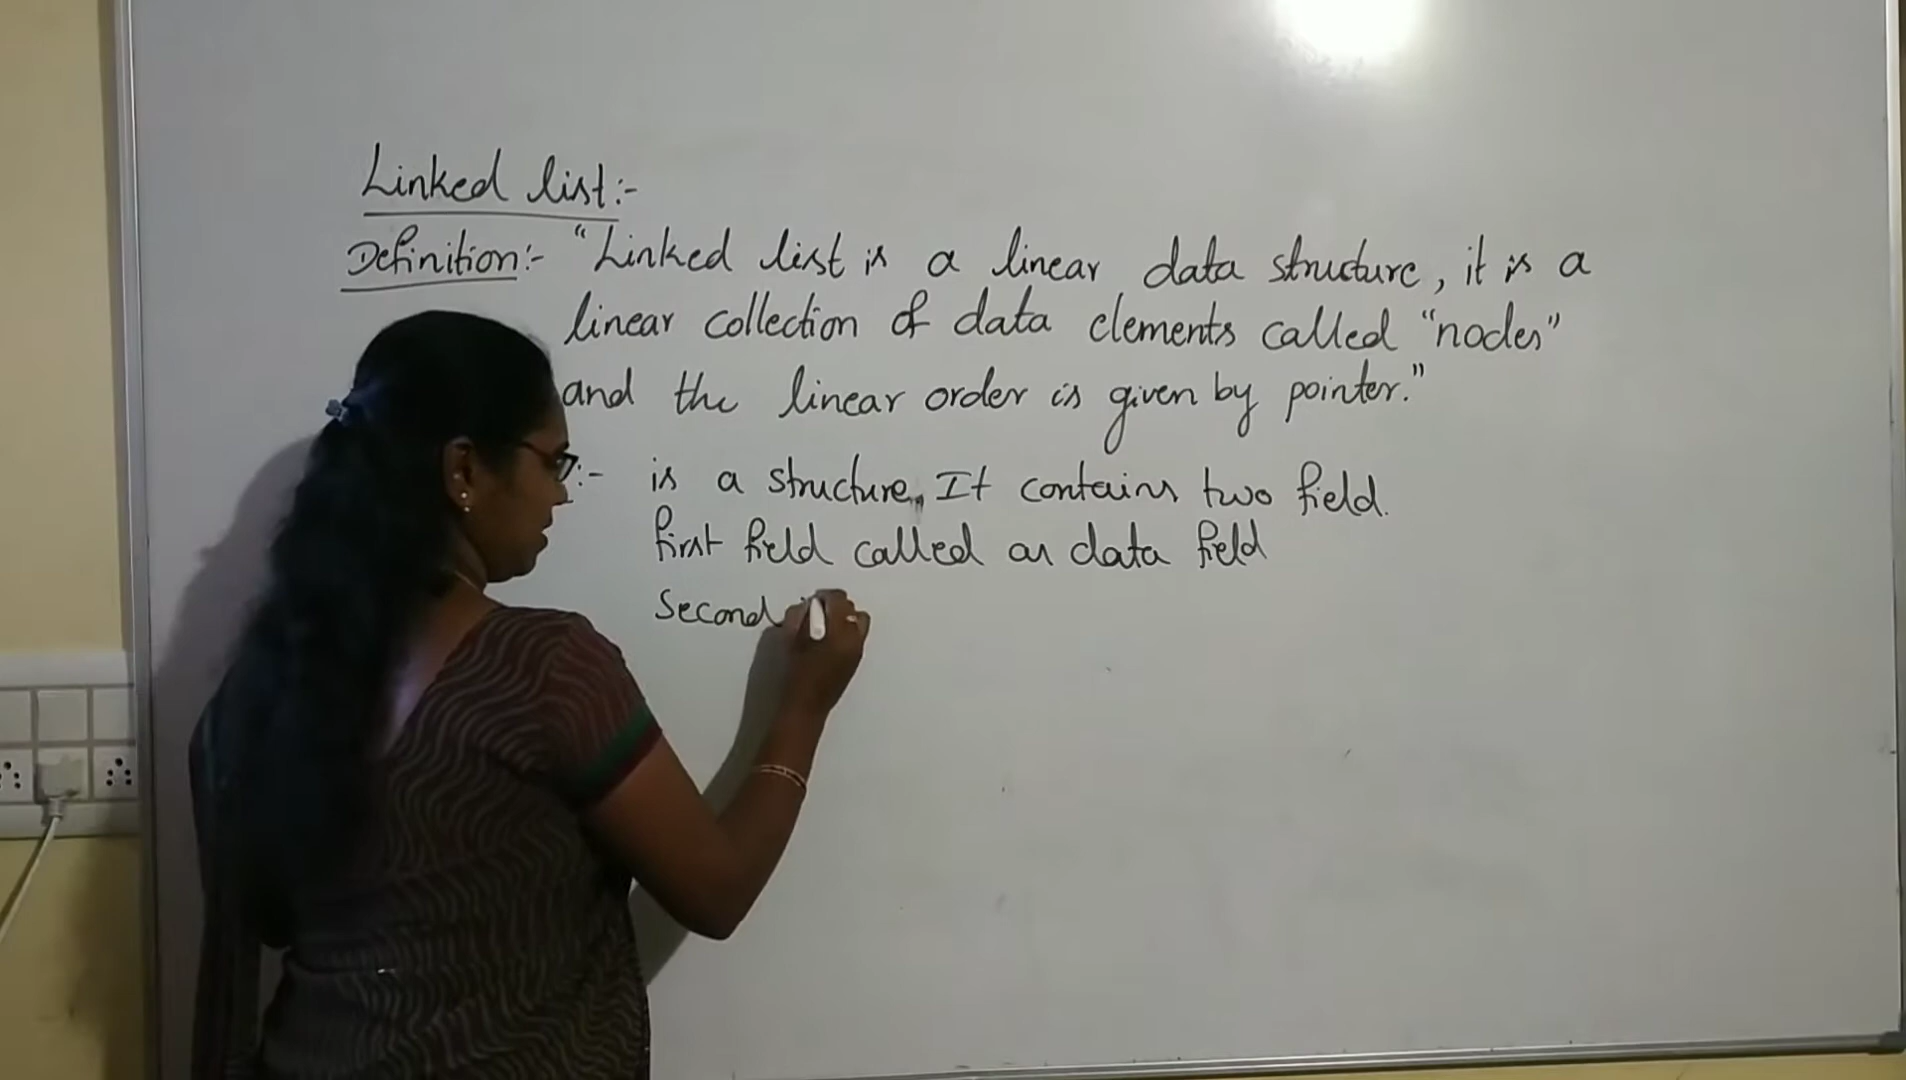 Linked list:-
Definition:- "Linked list is a linear data structure, it is a
linear collection of data elements called "nodes"
and the linear order is given by pointer."
:- is a structure, It contains two field.
first field called as data field
Second